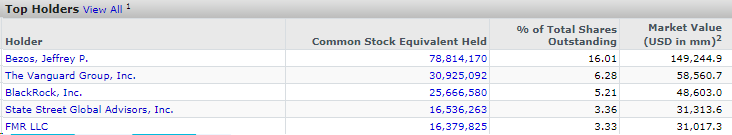 Top Holders View All 1
% of Total Shares Market Value
Holder Common Stock Equivalent Held Outstanding (USD in mm)2
Bezos, Jeffrey P. 78,814,170 16.01 149,244.9
The Vanguard Group, Inc. 30,925,092 6.28 58,560.7
BlackRock, Inc. 25,666,580 5.21 48,603.0
State Street Global Advisors, Inc. 16,536,263 3.36 31,313.6
FMR LLC 16,379,825 3.33 31,017.3